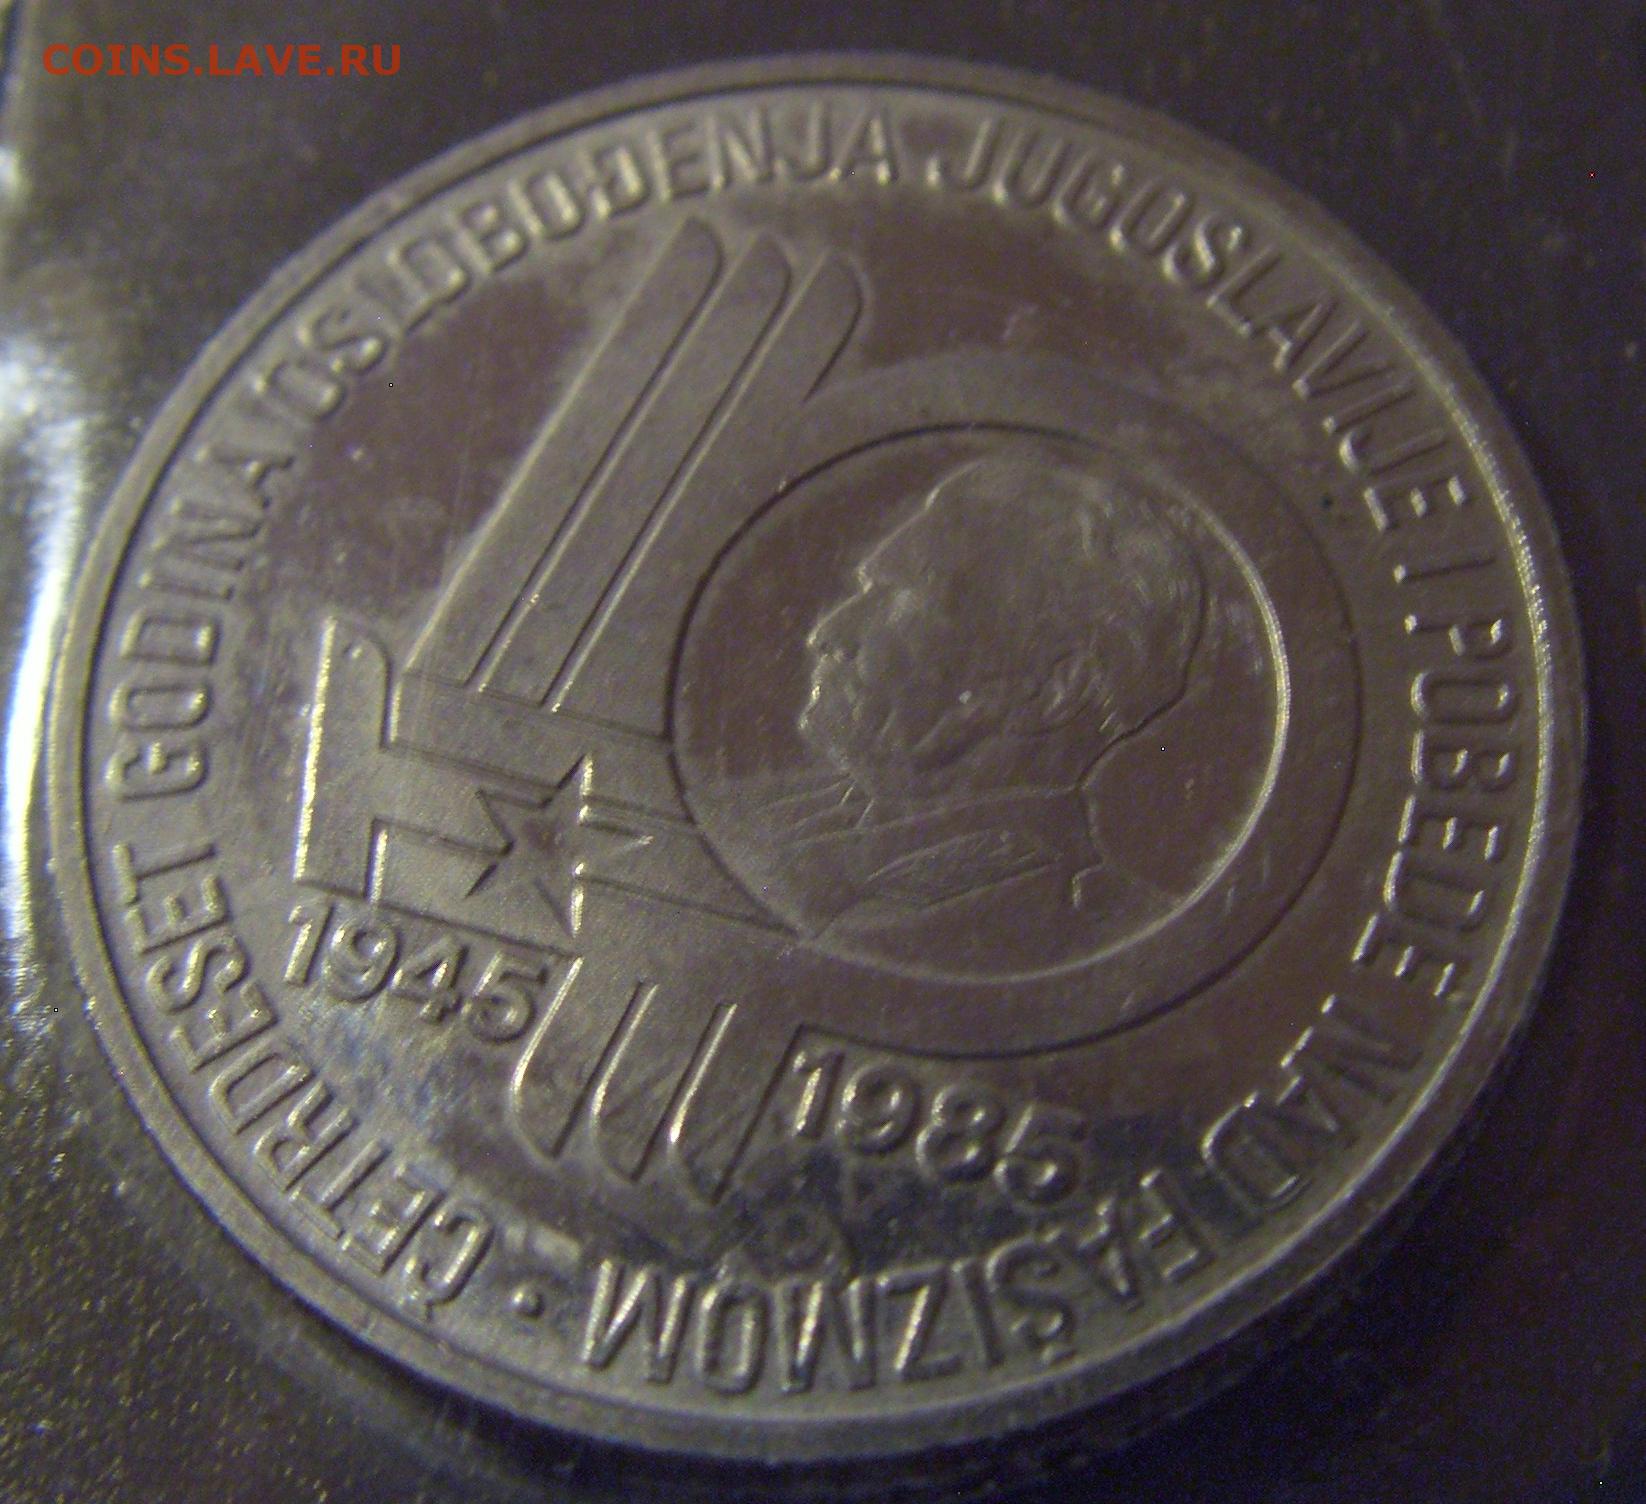 COINS.LAVE.RU
ČETRDESET GODINA OSLOBOĐENJA JUGOSLAVIJE I POBEDE NAD FAŠIZMOM •
1945
1985